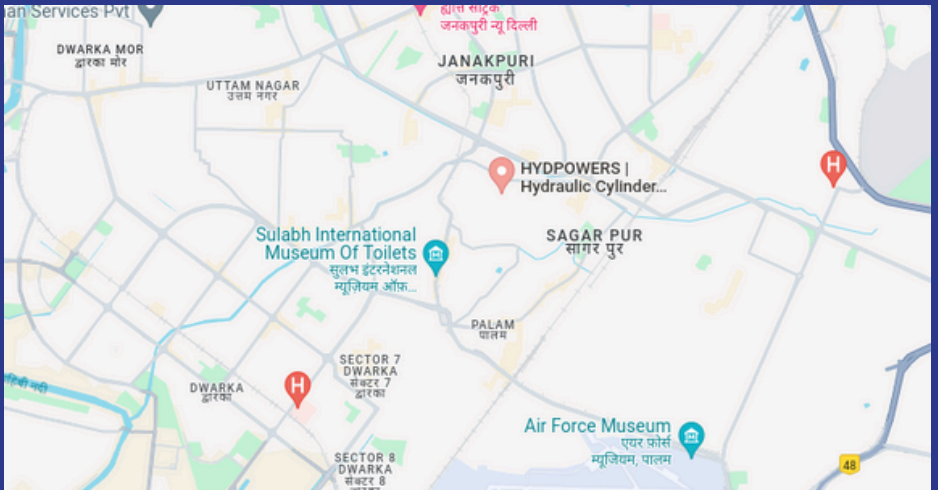 an Services Pvt
DWARKA MOR
द्वारका मोर
UTTAM NAGAR
उत्तम नगर
जनकपुरी न्यू दिल्ली
JANAKPURI
जनकपुरी
HYDPOWERS |
Hydraulic Cylinder...
H
Sulabh International
Museum Of Toilets
सुलभ इंटरनेशनल
म्यूज़ियम ऑफ़...
SAGAR PUR
सागर पुर
PALAM
पालम
SECTOR 7
DWARKA
सेक्टर 7
द्वारका
DWARKA
द्वारका
H
Air Force Museum
एयर फ़ोर्स
म्यूज़ियम, पालम
SECTOR 8
DWARKA
सेक्टर 8
48